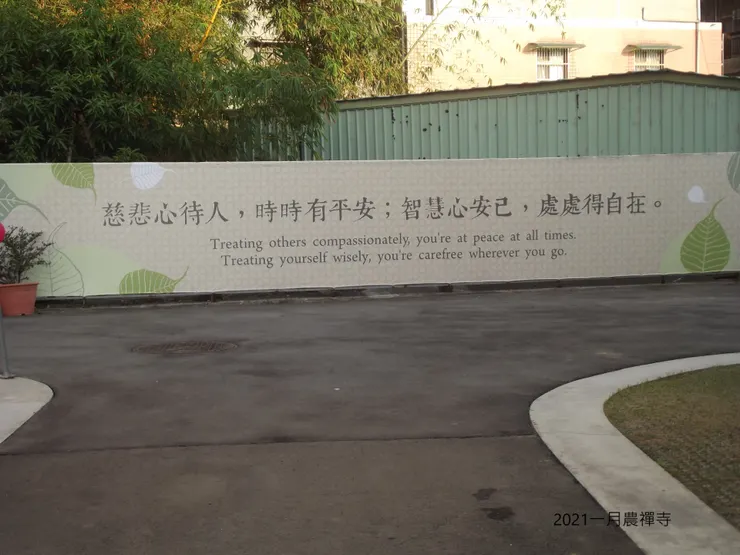 慈悲心待人，時時有平安；智慧心安己，處處得自在。
Treating others compassionately, you're at peace at all times.
Treating yourself wisely, you're carefree wherever you go.
2021一月農禪寺